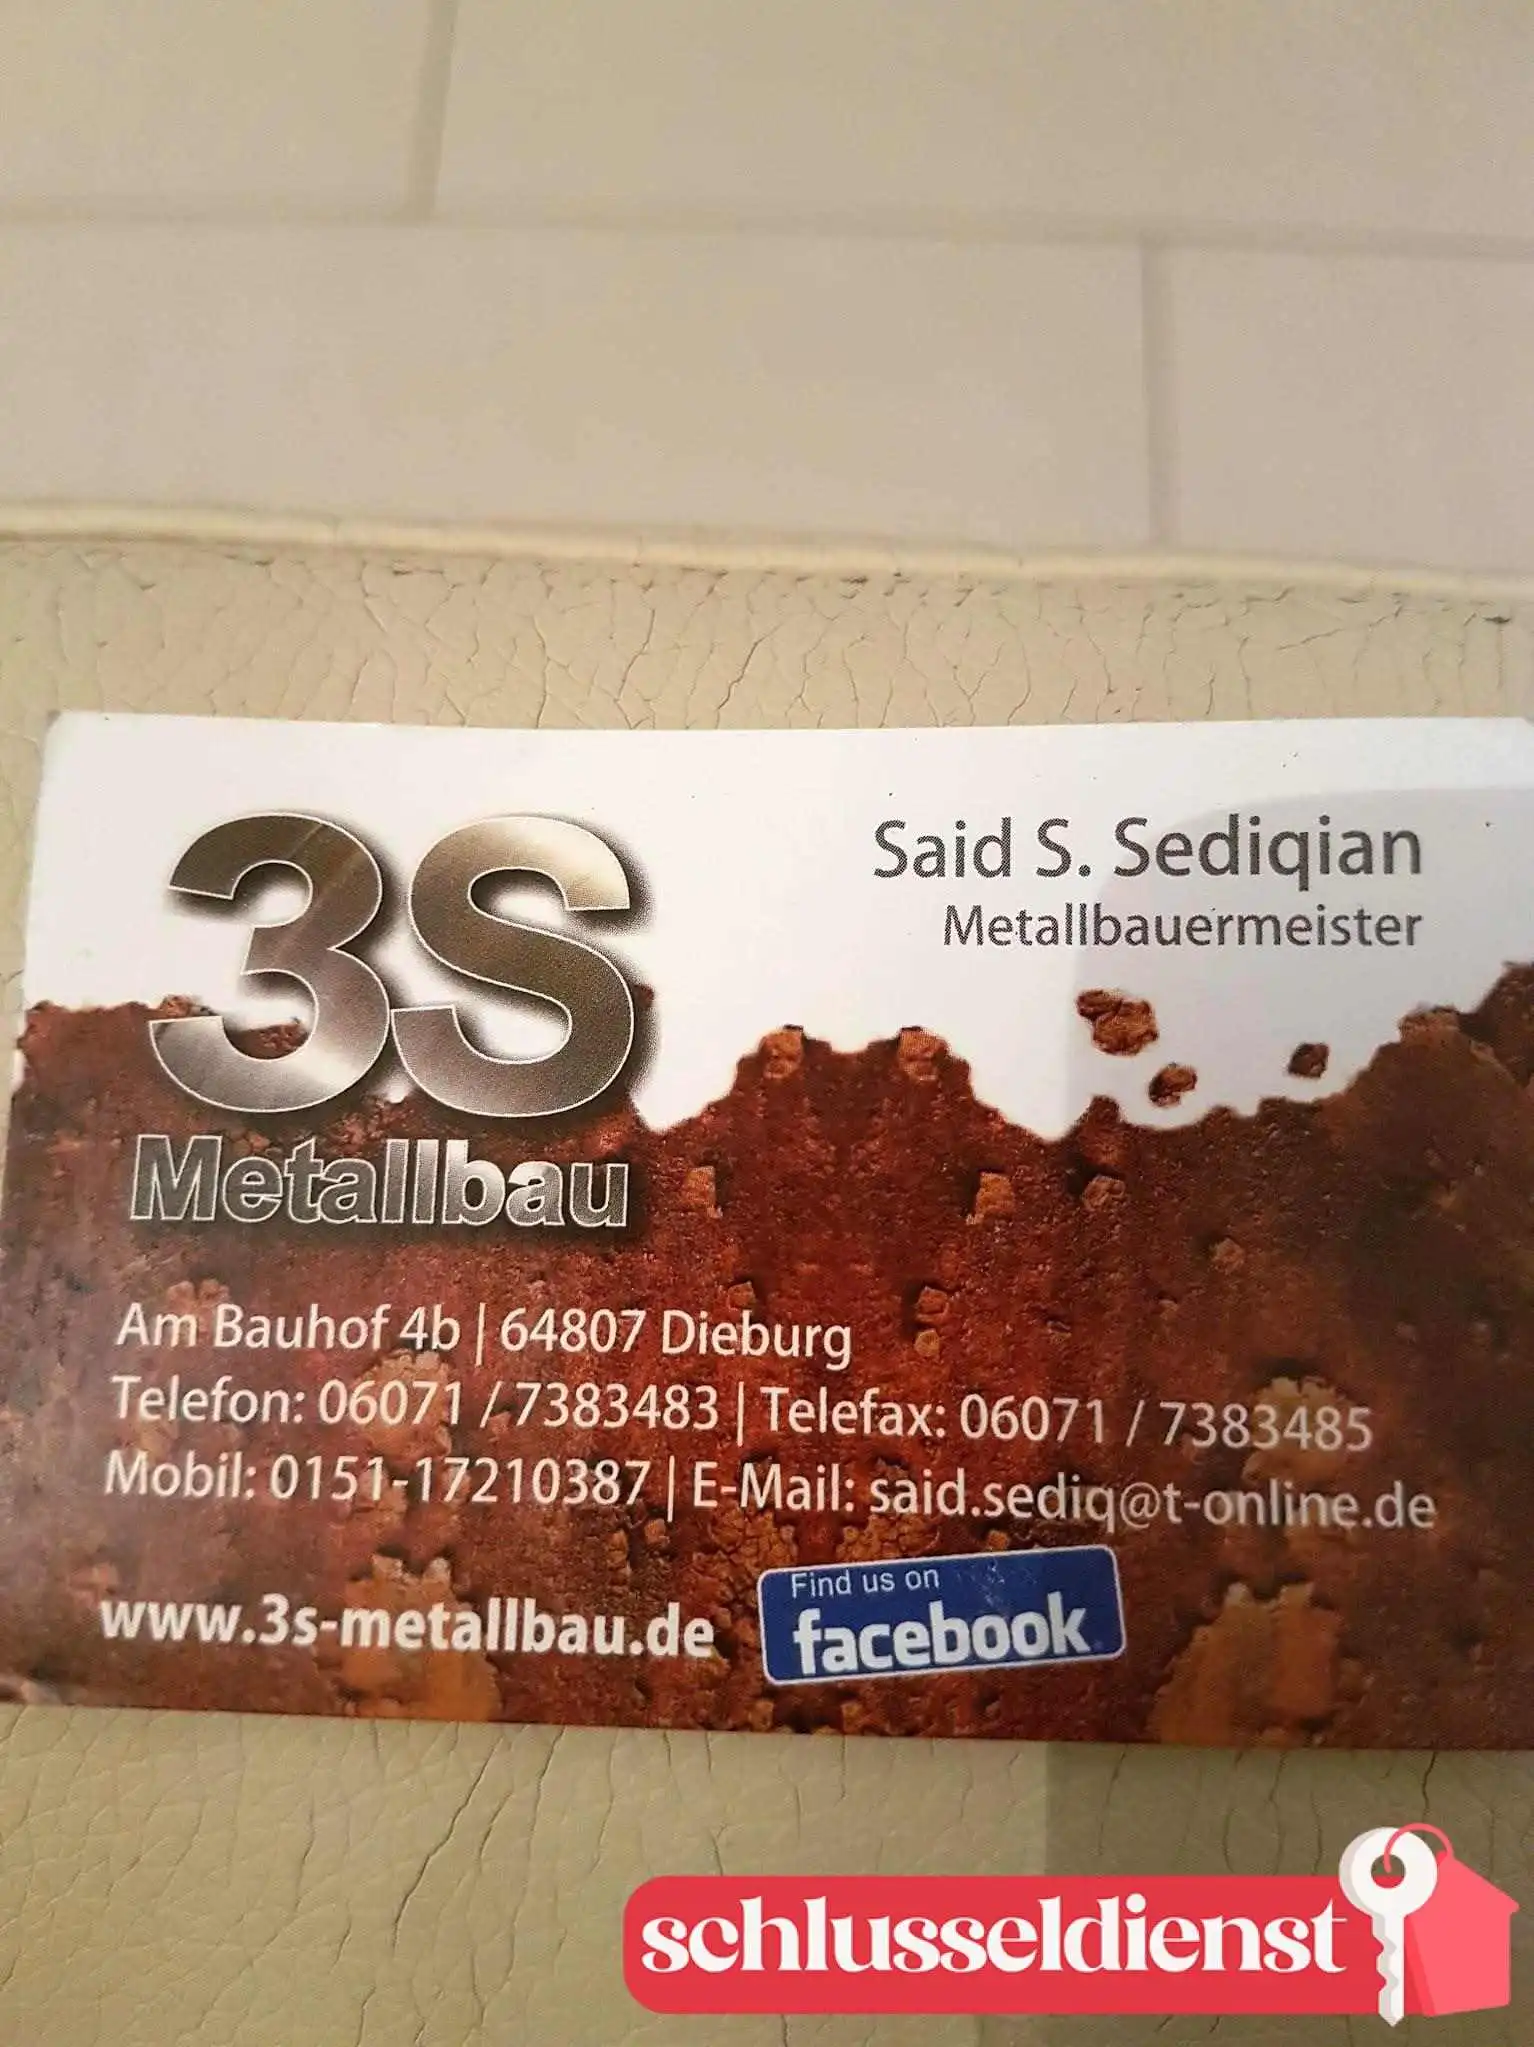 3S
Metallbau
Said S. Sediqian
Metallbauermeister
Am Bauhof 4b | 64807 Dieburg
Telefon: 06071 / 7383483 | Telefax: 06071 / 7383485
Mobil: 0151-17210387 | E-Mail: said.sediq@t-online.de
www.3s-metallbau.de
Find us on
facebook
schlusseldienst